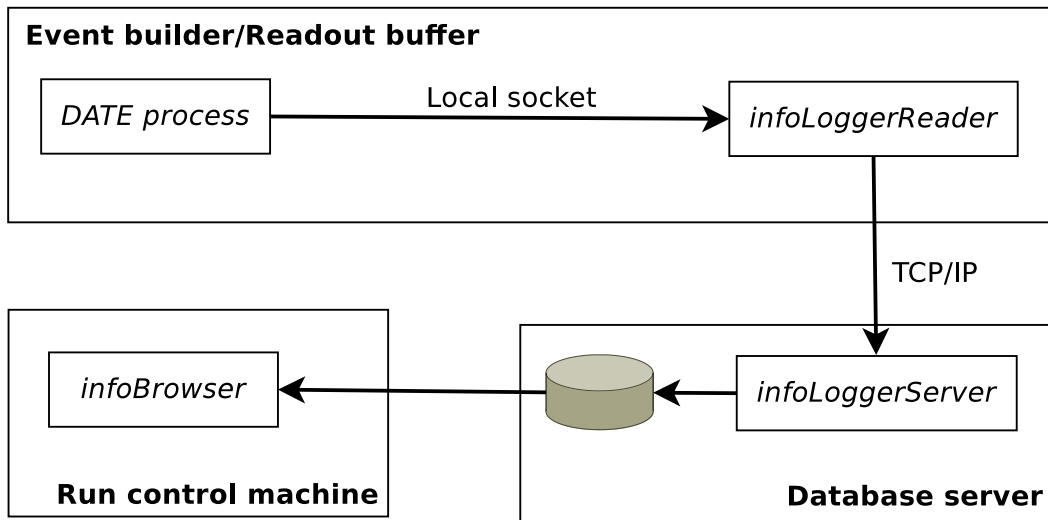 Event builder/Readout buffer
DATE process
Local socket
infoLoggerReader
TCP/IP
infoBrowser
infoLoggerServer
Run control machine
Database server